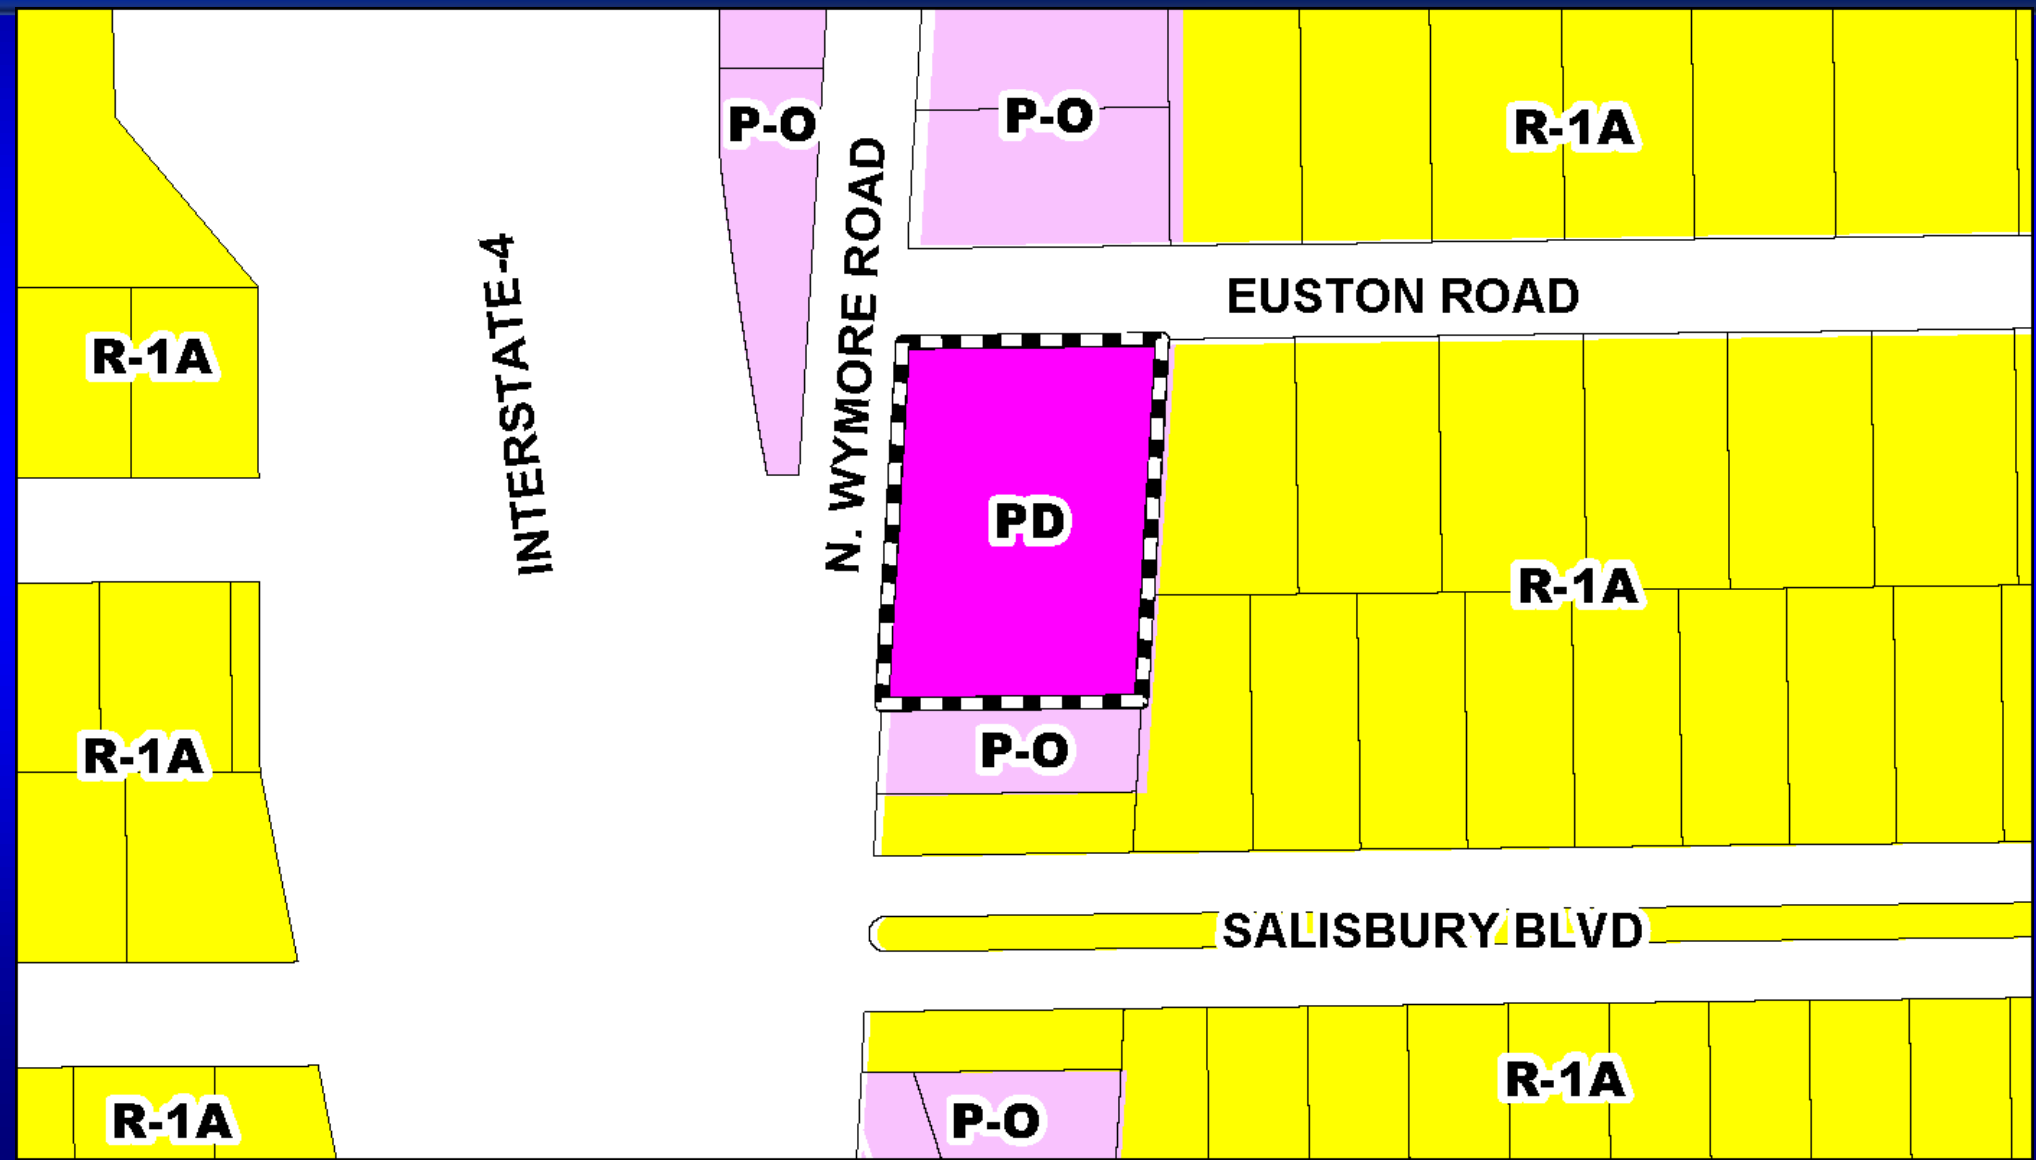 P-O
P-O
R-1A
N. WYMORE ROAD
INTERSTATE-4
EUSTON ROAD
R-1A
PD
R-1A
P-O
R-1A
SALISBURY BLVD
R-1A
P-O
R-1A